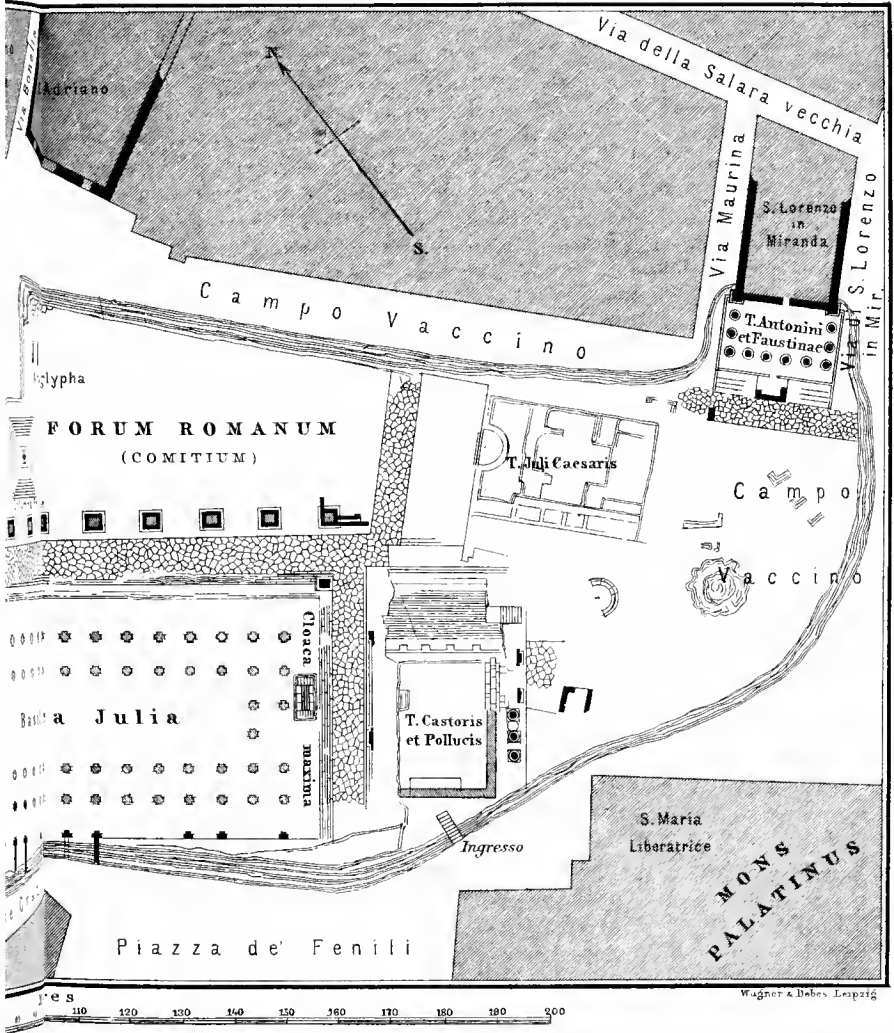 Via Bonella
Adriano
N.
S.
Via della Salara vecchia
Via Maurina
S. Lorenzo
in
Miranda
Via di S. Lorenzo
in Mir.
T. Antonini
et Faustinae
Campo Vaccino
glypha
FORUM ROMANUM
(COMITIUM)
T. Juli Caesaris
Campo
Vaccino
Cloaca
maxima
a Julia
T. Castoris
et Pollucis
Ingresso
S. Maria
Liberatrice
MONS
PALATINUS
Piazza de' Fenili
Wagner & Debes Leipzig
110 120 130 140 150 160 170 180 190 200